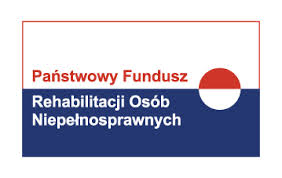 Państwowy Fundusz
Rehabilitacji Osób
Niepełnosprawnych